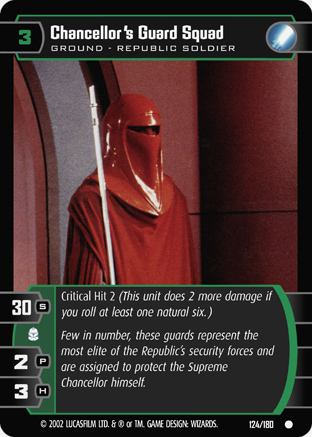 3
Chancellor's Guard Squad
GROUND - REPUBLIC SOLDIER
30 S
Critical Hit 2 (This unit does 2 more damage if
you roll at least one natural six.)
Few in number, these guards represent the
most elite of the Republic's security forces and
are assigned to protect the Supreme
Chancellor himself.
2 P
3 H
© 2002 LUCASFILM LTD. & ® or TM. GAME DESIGN: WIZARDS.
124/180